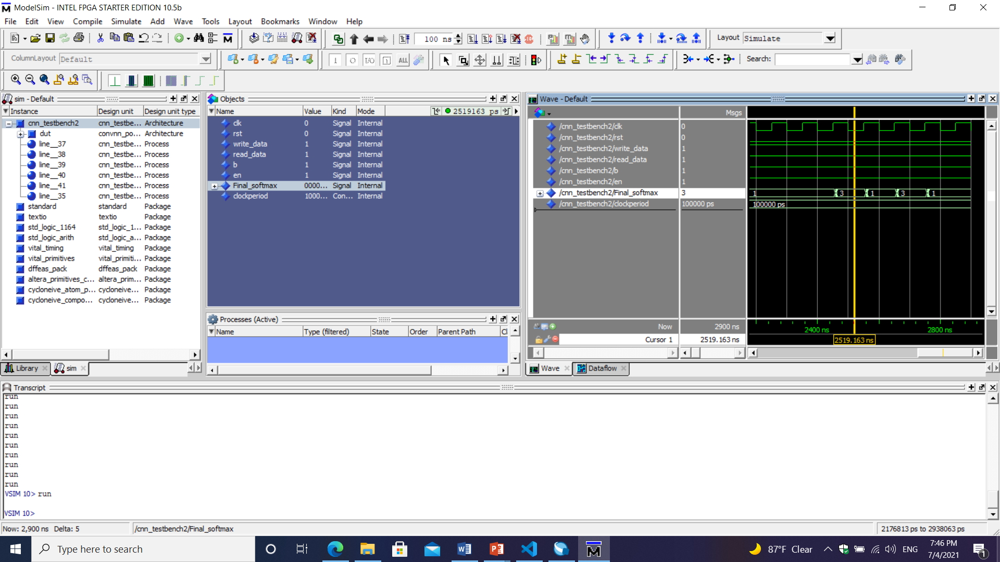 ModelSim - INTEL FPGA STARTER EDITION 10.5b
File Edit View Compile Simulate Add Wave Tools Layout Bookmarks Window Help
100 ns
Layout Simulate
ColumnLayout Default
Search:
sim - Default
Instance Design unit Design unit type
cnn_testbench2 cnn_testbe... Architecture
dut convnn_po... Architecture
line__37 cnn_testbe... Process
line__38 cnn_testbe... Process
line__39 cnn_testbe... Process
line__40 cnn_testbe... Process
line__41 cnn_testbe... Process
line__35 cnn_testbe... Process
standard standard Package
textio textio Package
std_logic_1164 std_logic_1... Package
std_logic_arith std_logic_a... Package
vital_timing vital_timing Package
vital_primitives vital_primiti... Package
dffeas_pack dffeas_pack Package
altera_primitives_c... altera_prim... Package
cycloneive_atom_p... cycloneive... Package
cycloneive_compo... cycloneive... Package
Library sim
Objects
Name Value Kind Mode 2519163 ps
clk 0 Signal Internal
rst 0 Signal Internal
write_data 1 Signal Internal
read_data 1 Signal Internal
b 1 Signal Internal
en 1 Signal Internal
Final_softmax 0000... Signal Internal
clockperiod 1000... Con... Internal
Processes (Active)
Name Type (filtered) State Order Parent Path Cl
Wave - Default
Msgs
/cnn_testbench2/clk 0
/cnn_testbench2/rst 0
/cnn_testbench2/write_data 1
/cnn_testbench2/read_data 1
/cnn_testbench2/b 1
/cnn_testbench2/en 1
/cnn_testbench2/Final_softmax 3 1 3 1 3 1
/cnn_testbench2/clockperiod 100000 ps 100000 ps
Now 2900 ns 2400 ns 2800 ns
Cursor 1 2519.163 ns 2519.163 ns
Wave Dataflow
Transcript
run
run
run
run
run
run
run
run
run
run
VSIM 10> run
VSIM 10>
Now: 2,900 ns Delta: 5 /cnn_testbench2/Final_softmax 2176813 ps to 2938063 ps
Type here to search
87°F Clear ENG 7:46 PM
7/4/2021 1